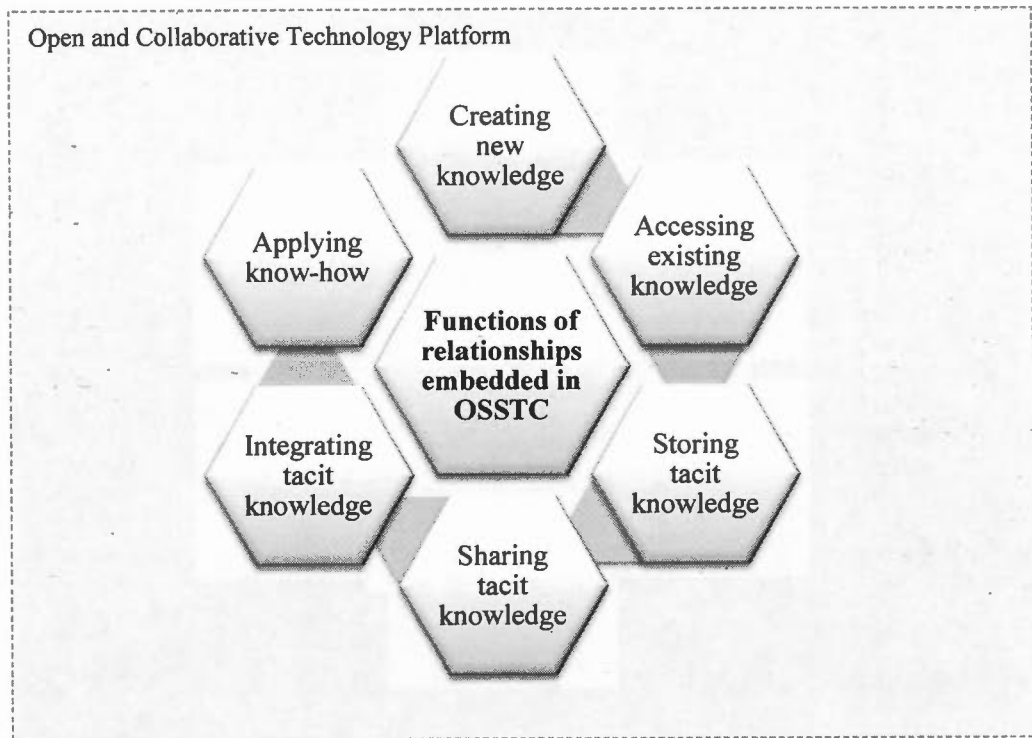 Open and Collaborative Technology Platform
Creating
new
knowledge
Accessing
existing
knowledge
Storing
tacit
knowledge
Sharing
tacit
knowledge
Integrating
tacit
knowledge
Applying
know-how
Functions of
relationships
embedded in
OSSTC